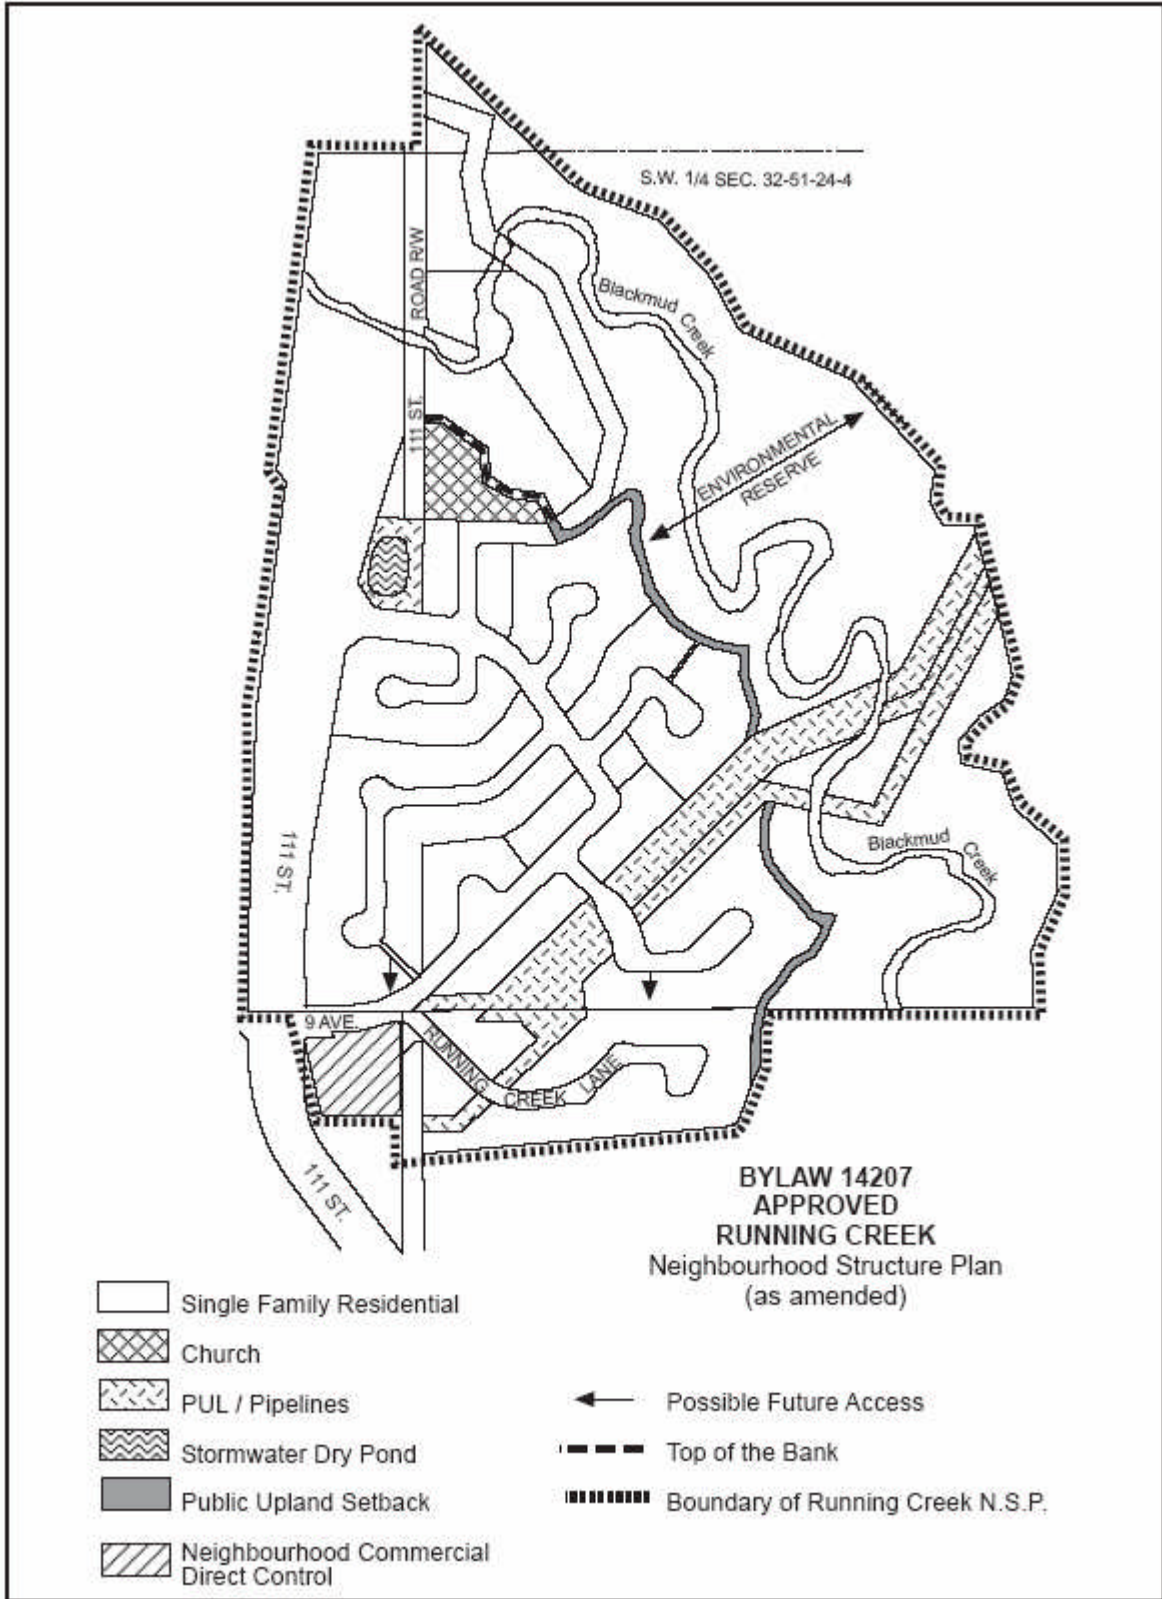 S.W. 1/4 SEC. 32-51-24-4
ROAD R/W
Blackmud Creek
111 ST.
ENVIRONMENTAL
RESERVE
111 ST.
Blackmud Creek
9 AVE.
RUNNING CREEK LANE
111 ST.
BYLAW 14207
APPROVED
RUNNING CREEK
Neighbourhood Structure Plan
(as amended)
Single Family Residential
Church
PUL / Pipelines
Stormwater Dry Pond
Public Upland Setback
Neighbourhood Commercial
Direct Control
Possible Future Access
Top of the Bank
Boundary of Running Creek N.S.P.